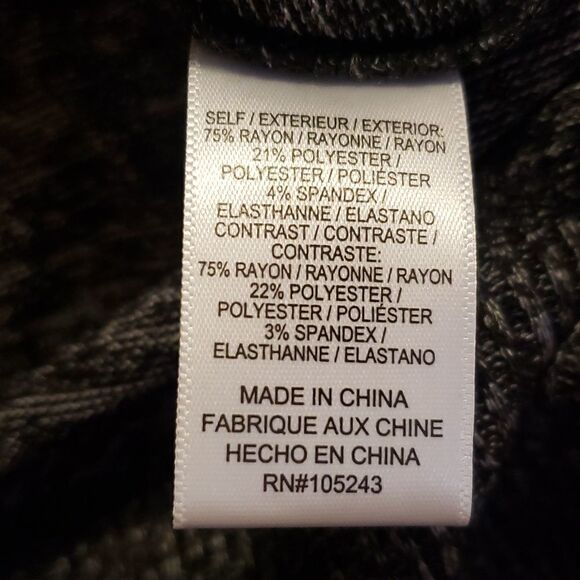 SELF / EXTERIEUR / EXTERIOR:
75% RAYON / RAYONNE / RAYON
21% POLYESTER /
POLYESTER / POLIÉSTER
4% SPANDEX /
ELASTHANNE / ELASTANO
CONTRAST / CONTRASTE /
CONTRASTE:
75% RAYON / RAYONNE / RAYON
22% POLYESTER /
POLYESTER / POLIÉSTER
3% SPANDEX /
ELASTHANNE / ELASTANO
MADE IN CHINA
FABRIQUE AUX CHINE
HECHO EN CHINA
RN#105243